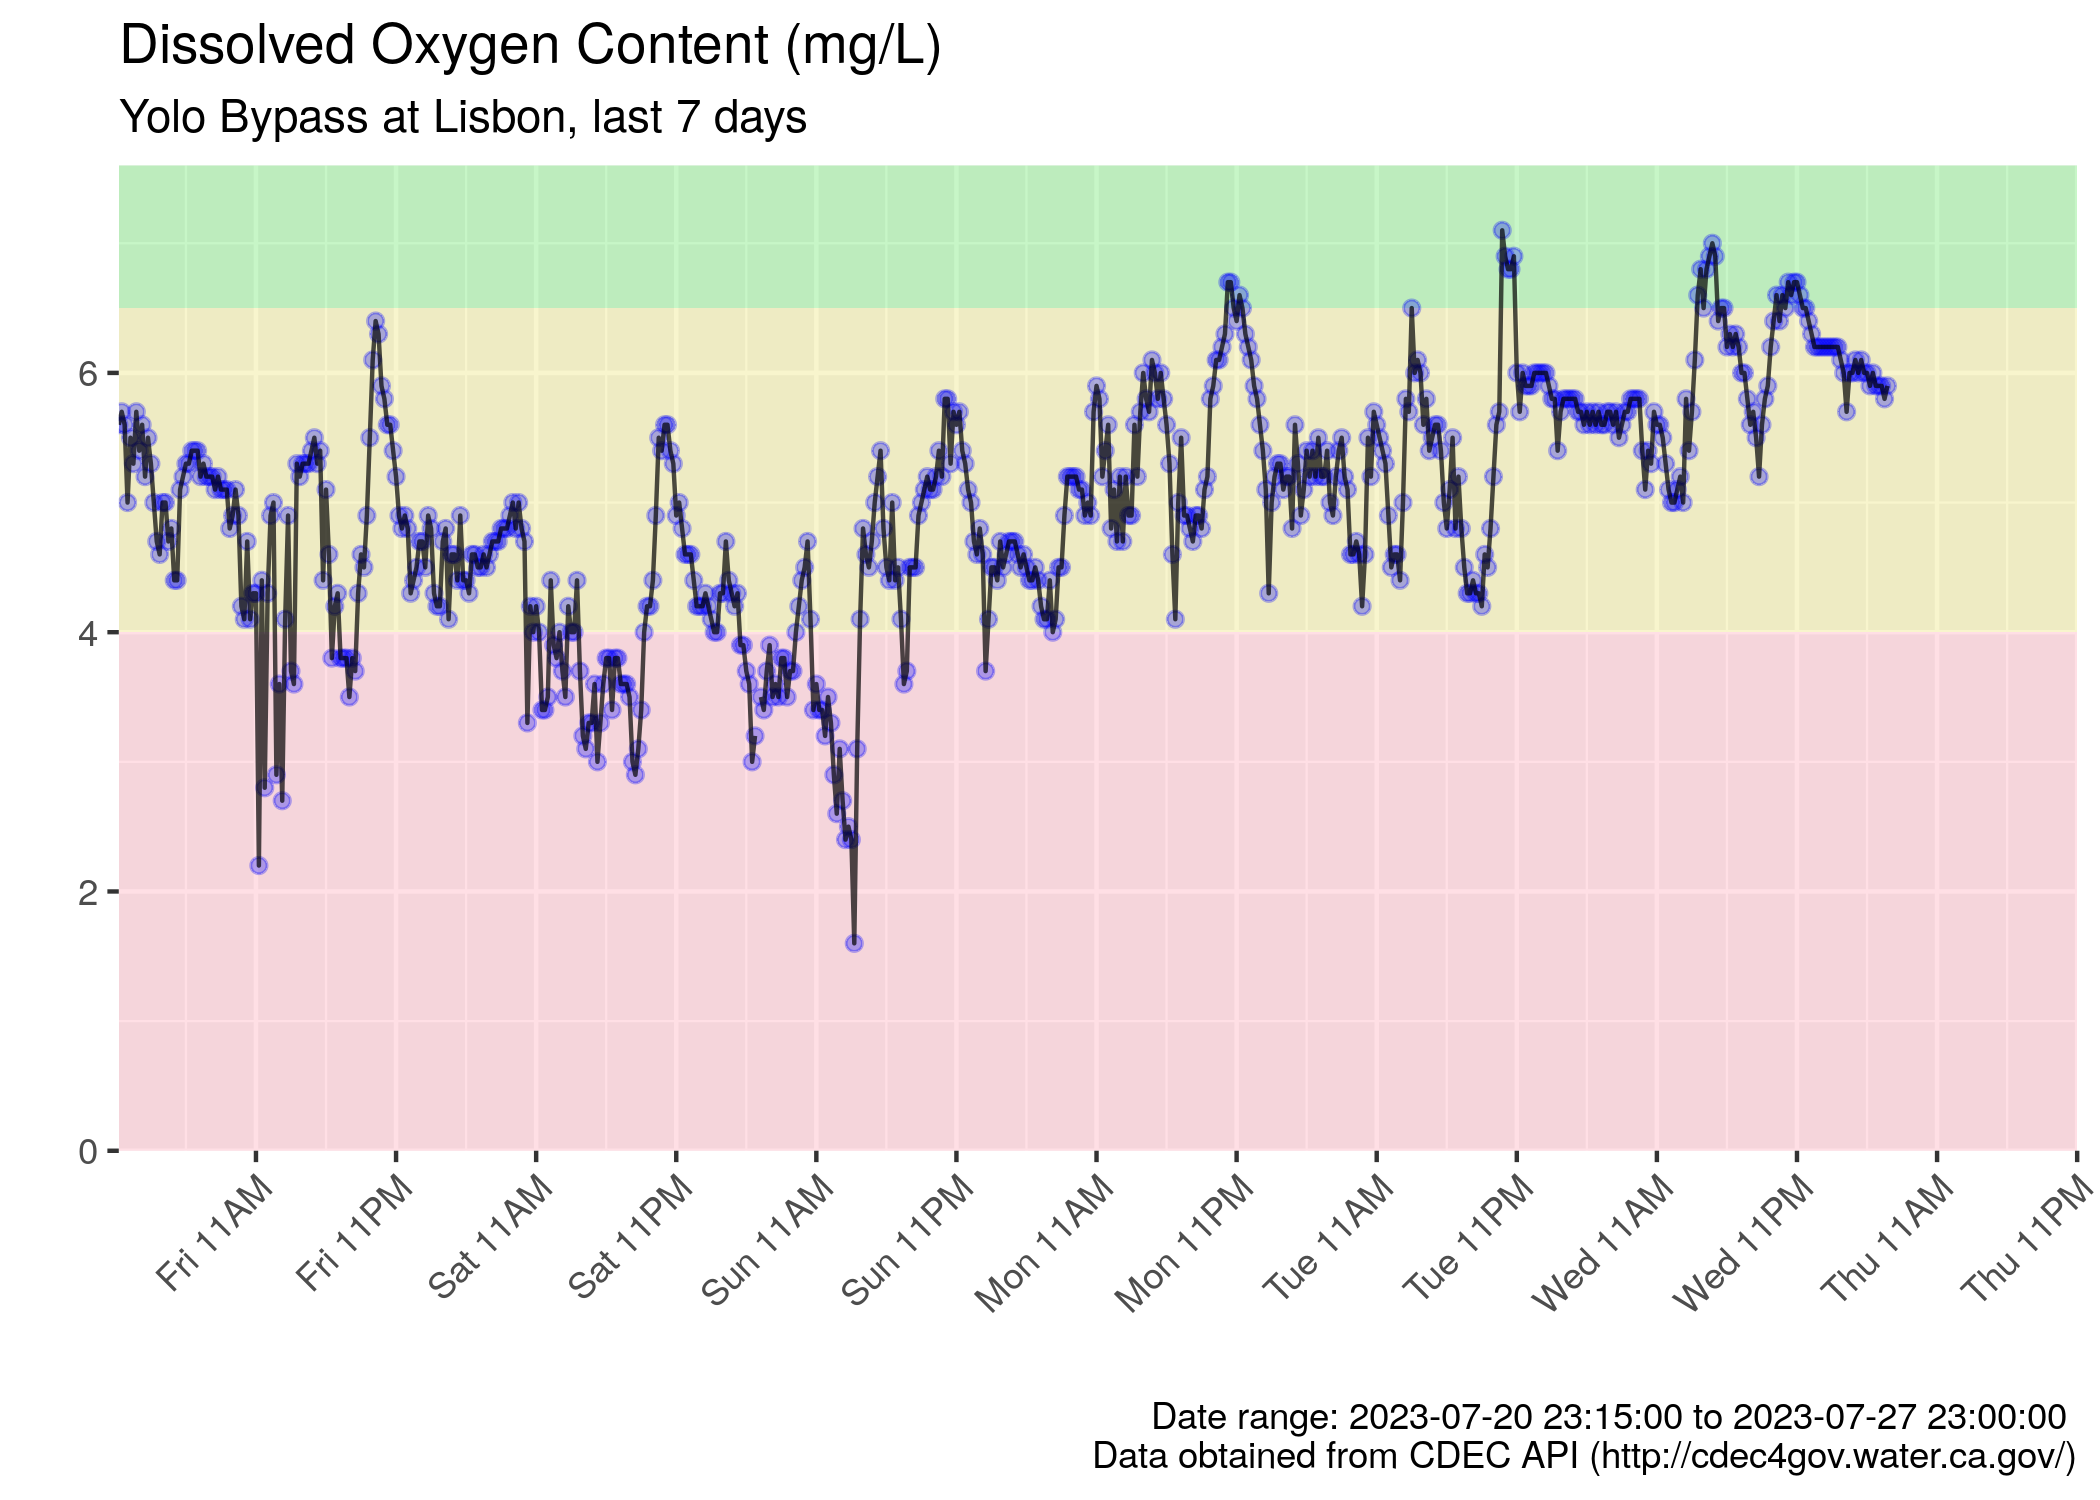 Dissolved Oxygen Content (mg/L)
Yolo Bypass at Lisbon, last 7 days
6
4
2
0
Fri 11AM
Fri 11PM
Sat 11AM
Sat 11PM
Sun 11AM
Sun 11PM
Mon 11AM
Mon 11PM
Tue 11AM
Tue 11PM
Wed 11AM
Wed 11PM
Thu 11AM
Thu 11PM
Date range: 2023-07-20 23:15:00 to 2023-07-27 23:00:00
Data obtained from CDEC API (http://cdec4gov.water.ca.gov/)